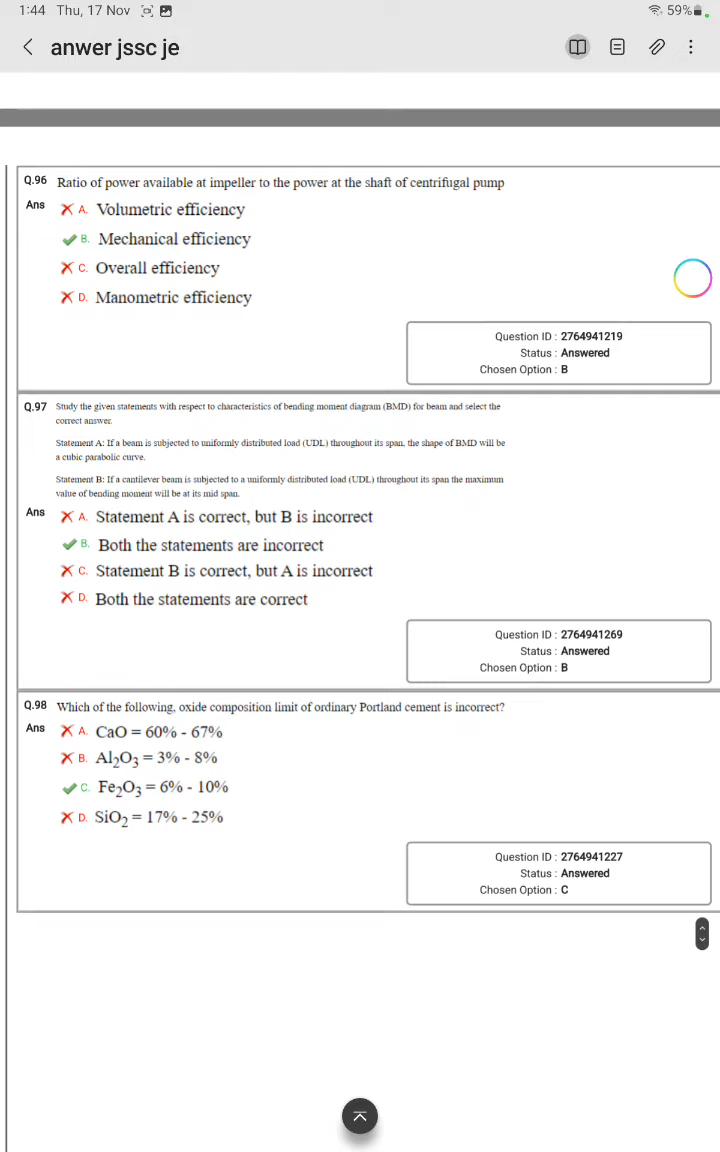 1:44 Thu, 17 Nov 59%
anwer jssc je
Q.96 Ratio of power available at impeller to the power at the shaft of centrifugal pump
Ans A. Volumetric efficiency
B. Mechanical efficiency
C. Overall efficiency
D. Manometric efficiency
Question ID : 2764941219
Status : Answered
Chosen Option : B
Q.97 Study the given statements with respect to characteristics of bending moment diagram (BMD) for beam and select the
correct answer.
Statement A: If a beam is subjected to uniformly distributed load (UDL) throughout its span, the shape of BMD will be
a cubic parabolic curve.
Statement B: If a cantilever beam is subjected to a uniformly distributed load (UDL) throughout its span the maximum
value of bending moment will be at its mid span.
Ans A. Statement A is correct, but B is incorrect
B. Both the statements are incorrect
C. Statement B is correct, but A is incorrect
D. Both the statements are correct
Question ID : 2764941269
Status : Answered
Chosen Option : B
Q.98 Which of the following, oxide composition limit of ordinary Portland cement is incorrect?
Ans A. CaO = 60% - 67%
B. Al₂O₃ = 3% - 8%
C. Fe₂O₃ = 6% - 10%
D. SiO₂ = 17% - 25%
Question ID : 2764941227
Status : Answered
Chosen Option : C